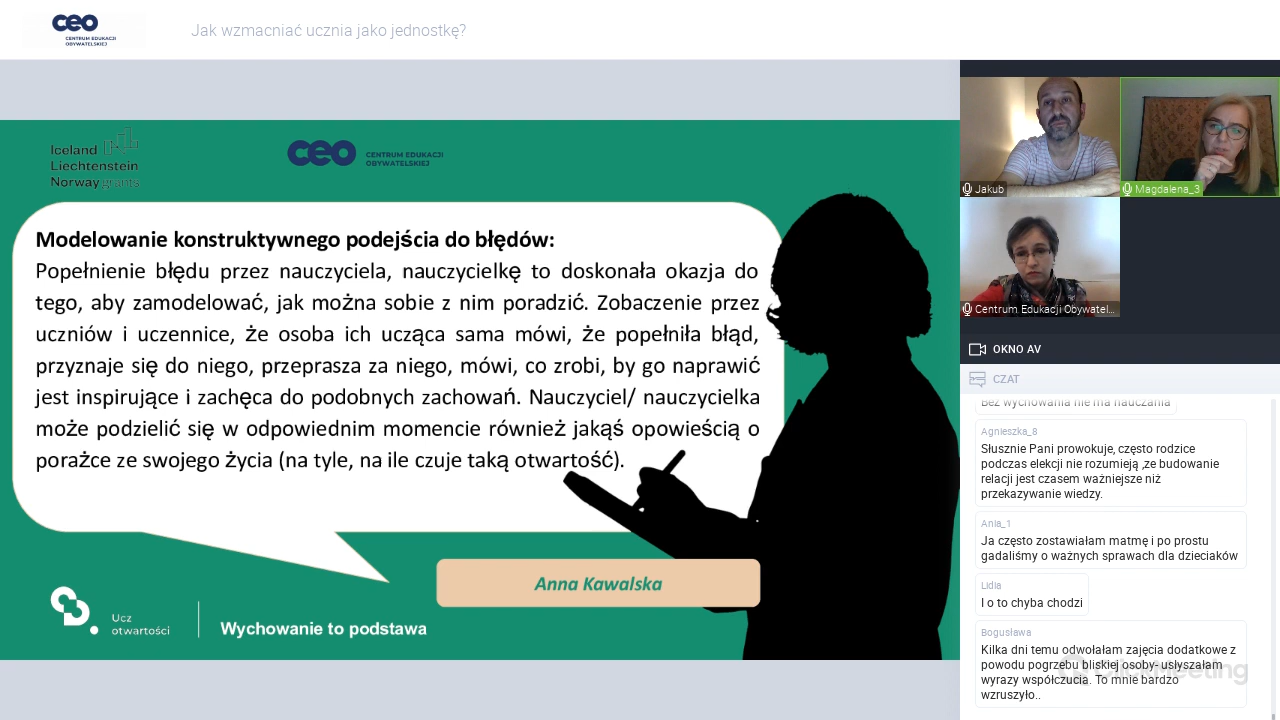 ceo
CENTRUM EDUKACJI
OBYWATELSKIEJ
Jak wzmacniać ucznia jako jednostkę?
Iceland
Liechtenstein
Norway grants
ceo
CENTRUM EDUKACJI
OBYWATELSKIEJ
Modelowanie konstruktywnego podejścia do błędów:
Popełnienie błędu przez nauczyciela, nauczycielkę to doskonała okazja do
tego, aby zamodelować, jak można sobie z nim poradzić. Zobaczenie przez
uczniów i uczennice, że osoba ich ucząca sama mówi, że popełniła błąd,
przyznaje się do niego, przeprasza za niego, mówi, co zrobi, by go naprawić
jest inspirujące i zachęca do podobnych zachowań. Nauczyciel/ nauczycielka
może podzielić się w odpowiednim momencie również jakąś opowieścią o
porażce ze swojego życia (na tyle, na ile czuje taką otwartość).
Anna Kawalska
Ucz
otwartości
Wychowanie to podstawa
Jakub
Magdalena_3
Centrum Edukacji Obywatel...
OKNO AV
CZAT
Bez wychowania nie ma nauczania
Agnieszka_8
Słusznie Pani prowokuje, często rodzice
podczas elekcji nie rozumieją ,ze budowanie
relacji jest czasem ważniejsze niż
przekazywanie wiedzy.
Ania_1
Ja często zostawiałam matmę i po prostu
gadaliśmy o ważnych sprawach dla dzieciaków
Lidia
I o to chyba chodzi
Bogusława
Kilka dni temu odwołałam zajęcia dodatkowe z
powodu pogrzebu bliskiej osoby- usłyszałam
wyrazy współczucia. To mnie bardzo
wzruszyło..
ClickMeeting